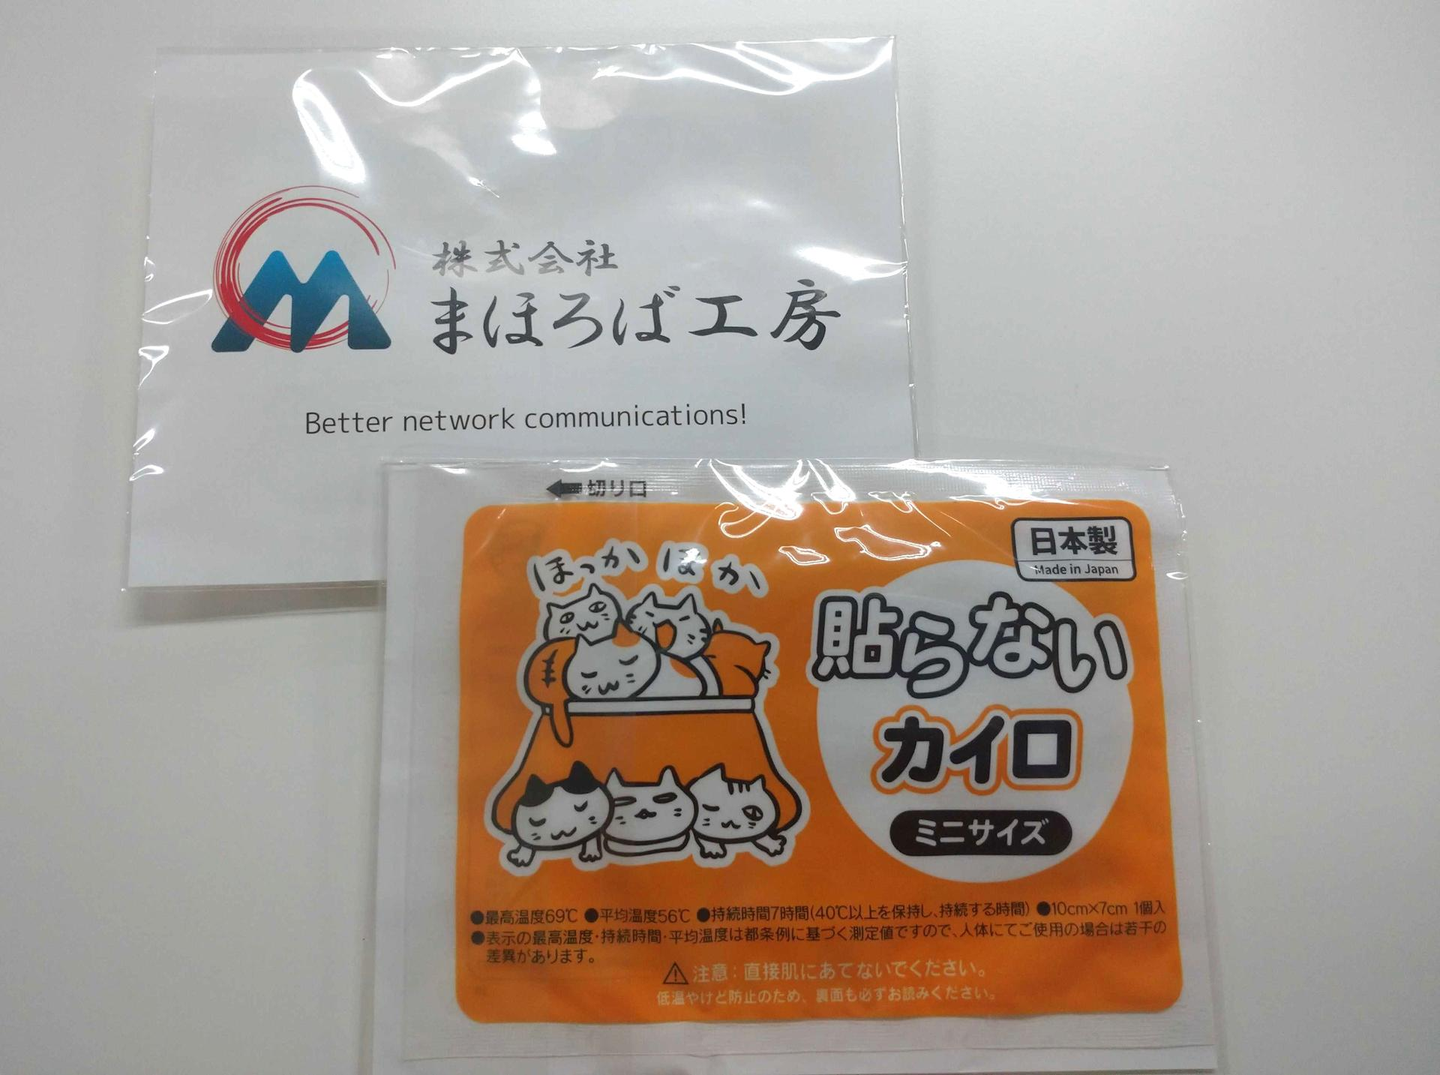 株式会社
まほろば工房
Better network communications!
切り口
日本製
Made in Japan
ほっか ぽか
貼らない
カイロ
ミニサイズ
●最高温度69℃ ●平均温度56℃ ●持続時間7時間(40℃以上を保持し、持続する時間) ●10cm×7cm 1個入
●表示の最高温度・持続時間・平均温度は都条例に基づく測定値ですので、人体にてご使用の場合は若干の
差異があります。
注意：直接肌にあてないでください。
低温やけど防止のため、裏面も必ずお読みください。